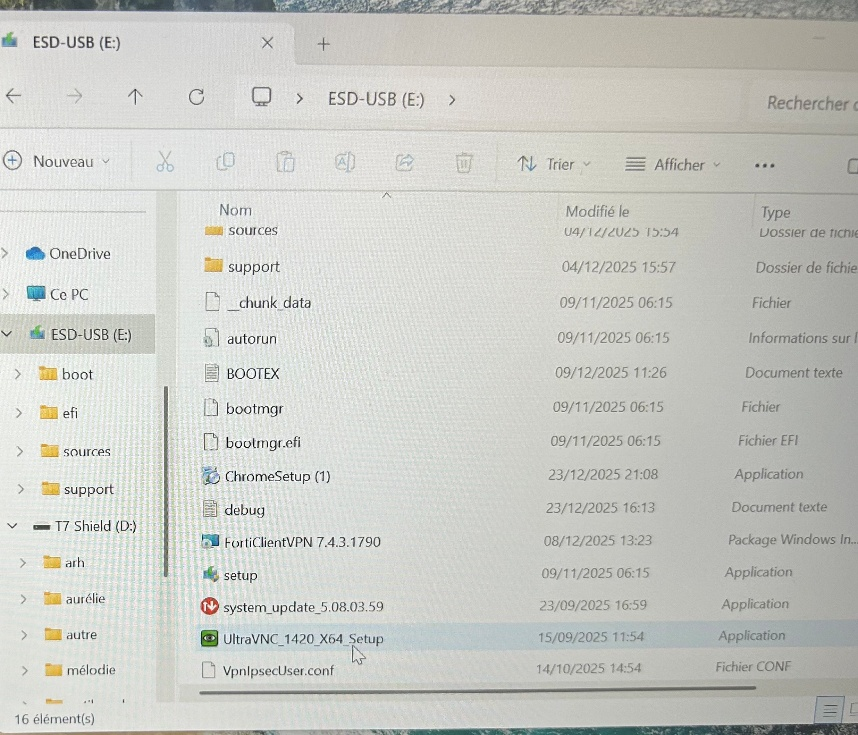 ESD-USB (E:)
ESD-USB (E:)
Rechercher
Nouveau
Trier
Afficher
Nom Modifié le Type
sources 04/12/2025 15:54 Dossier de fichie
support 04/12/2025 15:57 Dossier de fichie
__chunk_data 09/11/2025 06:15 Fichier
autorun 09/11/2025 06:15 Informations sur l
BOOTEX 09/12/2025 11:26 Document texte
bootmgr 09/11/2025 06:15 Fichier
bootmgr.efi 09/11/2025 06:15 Fichier EFI
ChromeSetup (1) 23/12/2025 21:08 Application
debug 23/12/2025 16:13 Document texte
FortiClientVPN 7.4.3.1790 08/12/2025 13:23 Package Windows In...
setup 09/11/2025 06:15 Application
system_update_5.08.03.59 23/09/2025 16:59 Application
UltraVNC_1420_X64_Setup 15/09/2025 11:54 Application
VpnIpsecUser.conf 14/10/2025 14:54 Fichier CONF
OneDrive
Ce PC
ESD-USB (E:)
boot
efi
sources
support
T7 Shield (D:)
arh
aurélie
autre
mélodie
16 élément(s)